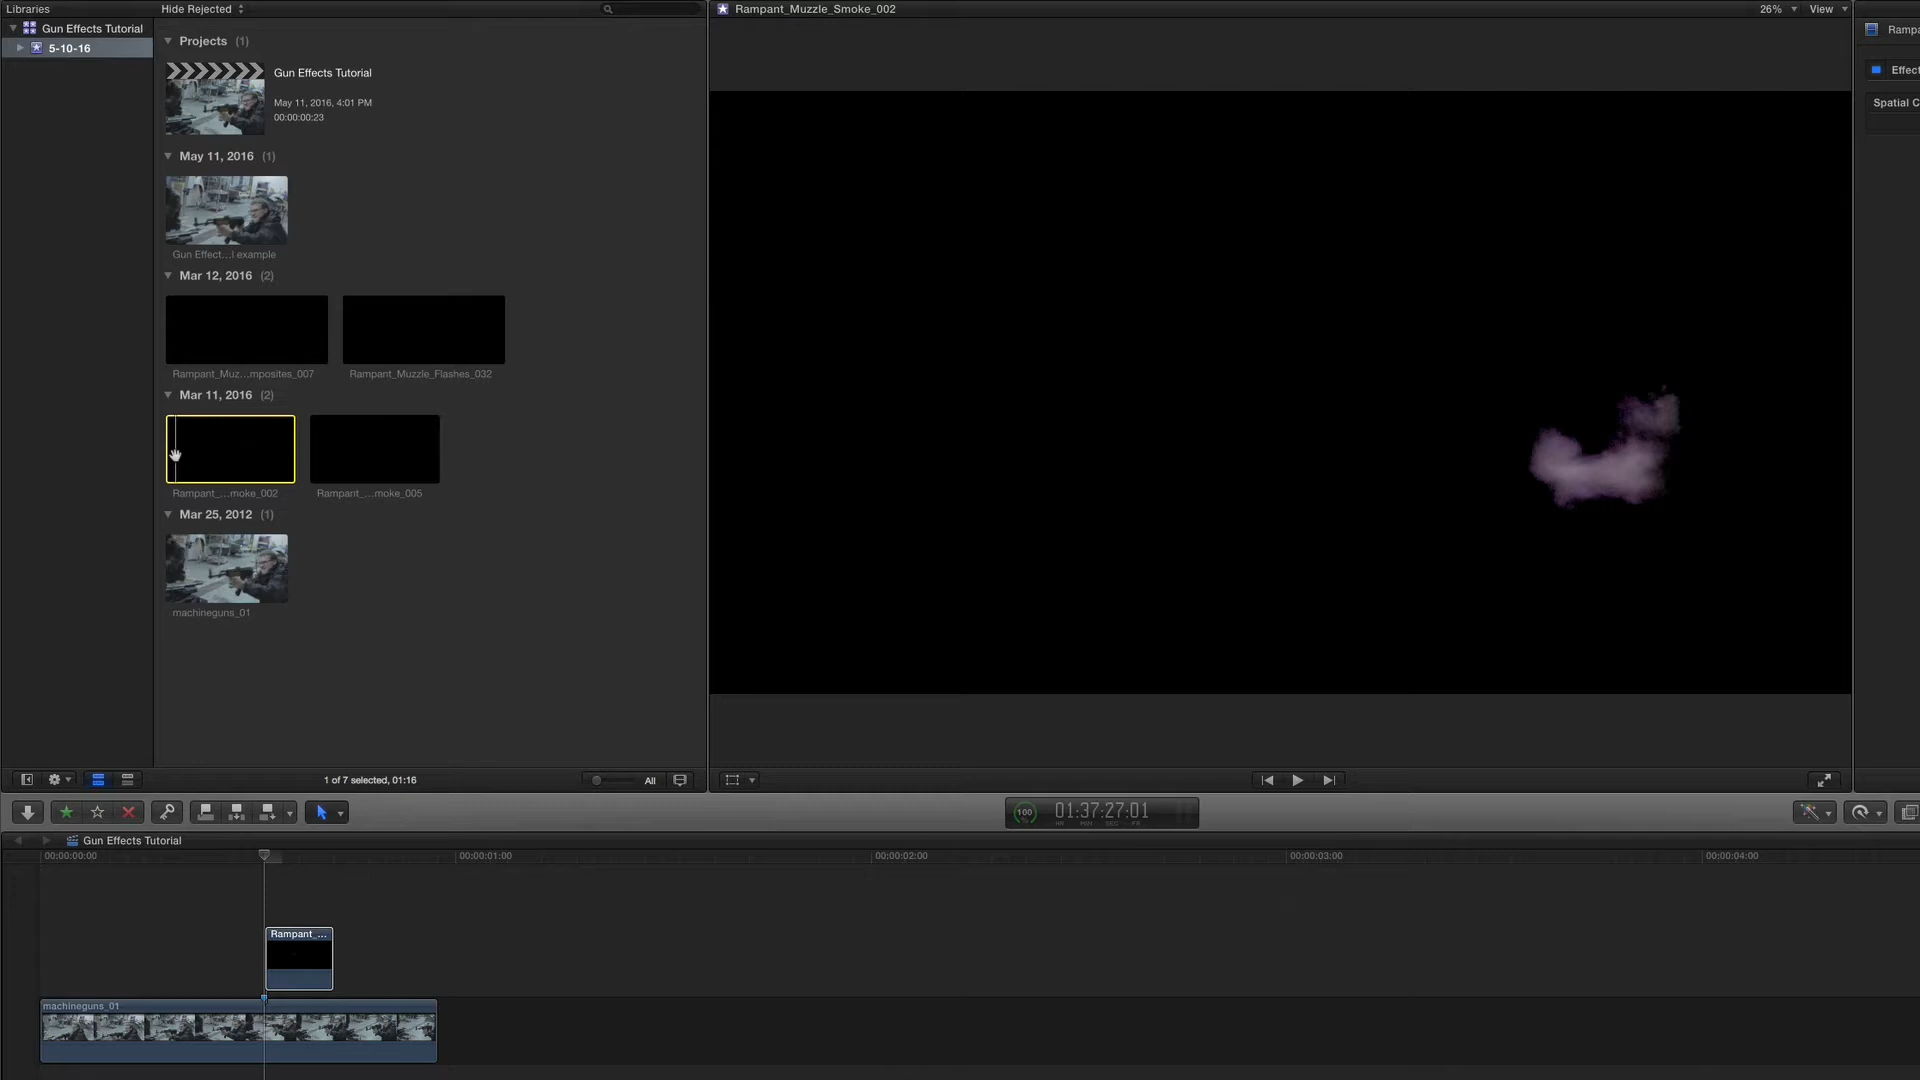 Libraries
Hide Rejected
Rampant_Muzzle_Smoke_002
26%
View
Gun Effects Tutorial
5-10-16
Projects (1)
Gun Effects Tutorial
May 11, 2016, 4:01 PM
00:00:00:23
May 11, 2016 (1)
Gun Effect...l example
Mar 12, 2016 (2)
Rampant_Muz...mposites_007
Rampant_Muzzle_Flashes_032
Mar 11, 2016 (2)
Rampant_...moke_002
Rampant_...moke_005
Mar 25, 2012 (1)
machineguns_01
Rampa
Effect
Spatial C
1 of 7 selected, 01:16
All
100
%
01:37:27:01
HR MIN SEC FR
Gun Effects Tutorial
00:00:00:00
00:00:01:00
00:00:02:00
00:00:03:00
00:00:04:00
Rampant_...
machineguns_01